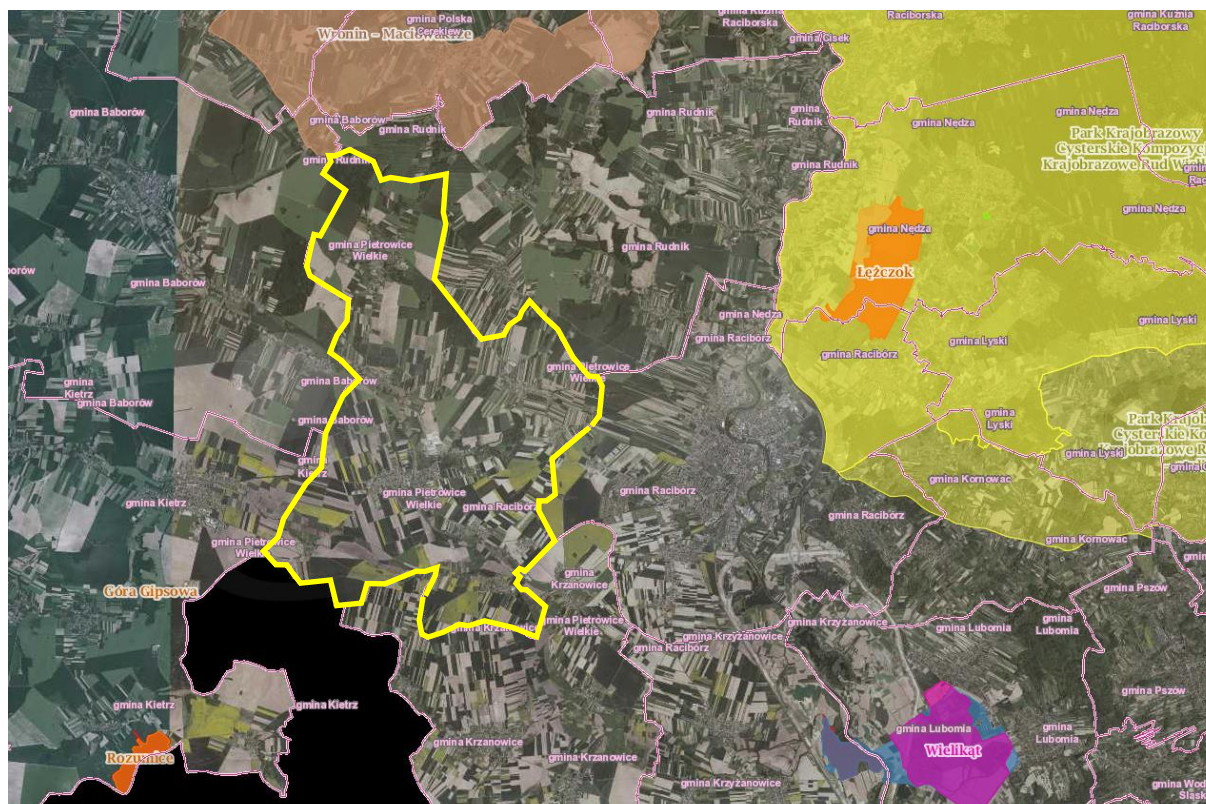 gmina Polska
Cerekiew
gmina Kuźnia
Raciborska
Raciborska
gmina Kuźnia
Raciborska
Wronin – Maciowakrze
gmina Cisek
gmina Baborów
gmina Rudnik
gmina
Rudnik
gmina Nędza
gmina Nędza
gmina Baborów
gmina Rudnik
Park Krajobrazowy
Cysterskie Kompozycje
Krajobrazowe Rud Wielkich
gmina Rudnik
gmina Rudnik
gmina Nędza
gmina Nędza
gmina Pietrowice
Wielkie
gmina Rudnik
Łężczok
gmina Baborów
gmina Nędza
gmina Lyski
gmina Racibórz
gmina Lyski
gmina Racibórz
gmina Pietrowice
Wielkie
gmina Baborów
gmina
Kietrz
gmina Baborów
gmina Baborów
gmina
Lyski
gmina Lyski
gmina
Kietrz
gmina Kornowac
gmina Kietrz
gmina Pietrowice
Wielkie
gmina Racibórz
gmina Racibórz
gmina Racibórz
gmina Pietrowice
Wielkie
gmina Kornowac
gmina
Krzanowice
Góra Gipsowa
gmina Pszów
gmina Krzanowice
gmina Pietrowice
Wielkie
gmina Krzyżanowice
gmina Racibórz
gmina Krzyżanowice
gmina Lubomia
gmina
Lubomia
gmina Pszów
gmina Kietrz
gmina Kietrz
gmina Lubomia
gmina
Lubomia
Wielikąt
gmina Krzanowice
gmina
Krzanowice
Rozumice
gmina Krzyżanowice